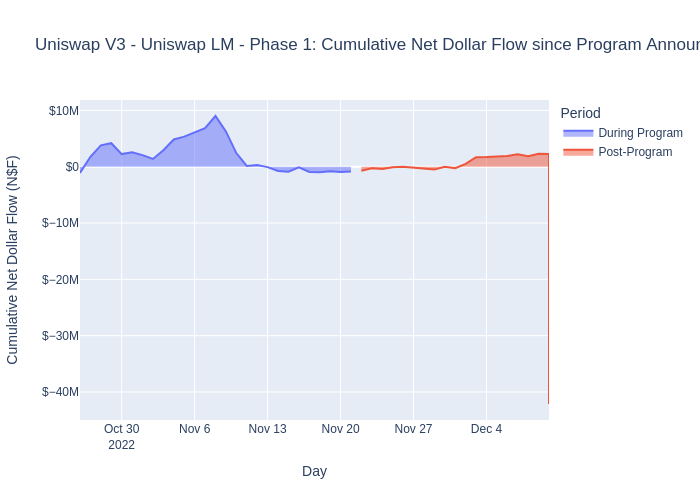 Uniswap V3 - Uniswap LM - Phase 1: Cumulative Net Dollar Flow since Program
Period
During Program
Post-Program
Cumulative Net Dollar Flow (N$F)
$10M
$0
$−10M
$−20M
$−30M
$−40M
Oct 30
2022
Nov 6
Nov 13
Nov 20
Nov 27
Dec 4
Day